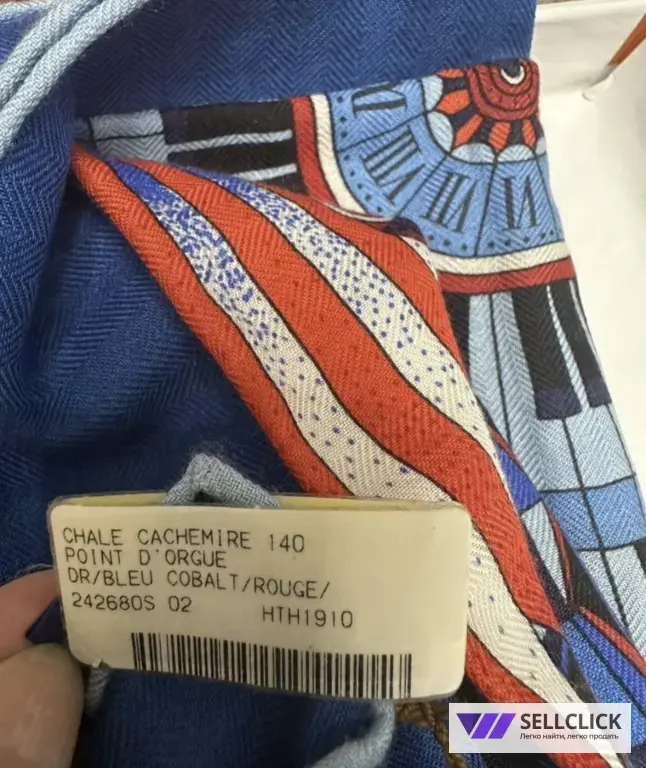 CHALE CACHEMIRE 140
POINT D'ORGUE
DR/BLEU COBALT/ROUGE/
242680S 02 HTH1910
SELLCLICK
Легко найти, легко продать